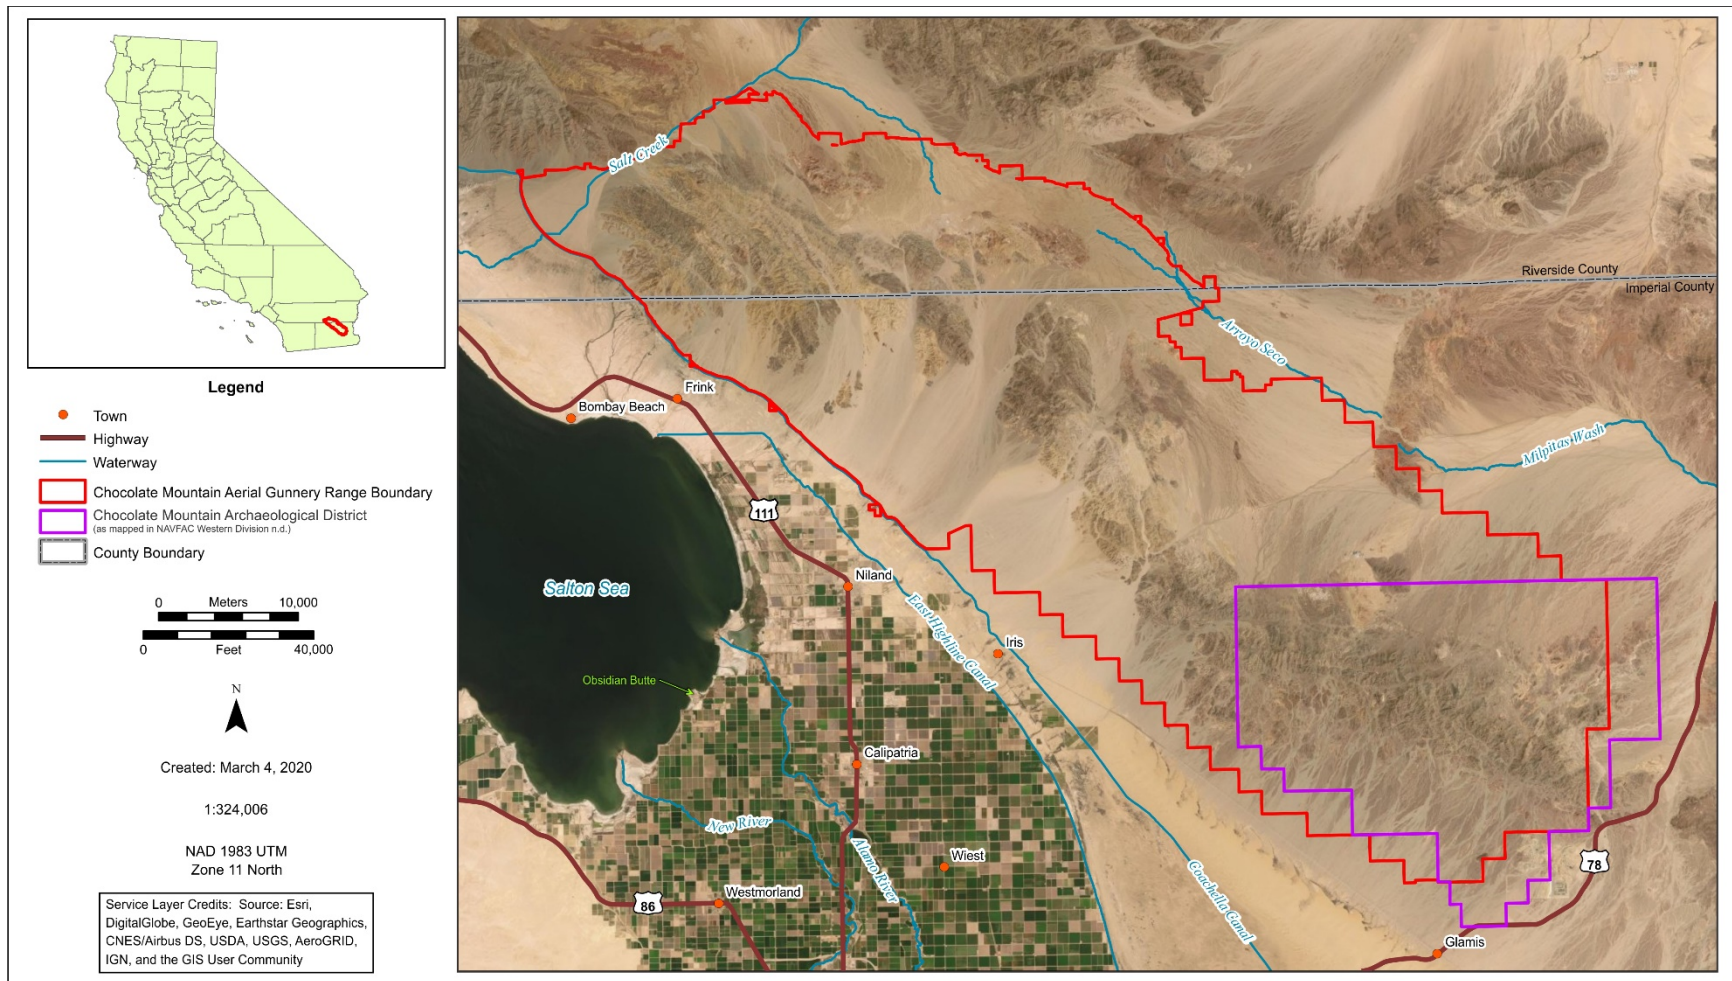 Legend
Town
Highway
Waterway
Chocolate Mountain Aerial Gunnery Range Boundary
Chocolate Mountain Archaeological District
(as mapped in NAVFAC Western Division n.d.)
County Boundary
0 Meters 10,000
0 Feet 40,000
N
Created: March 4, 2020
1:324,006
NAD 1983 UTM
Zone 11 North
Service Layer Credits: Source: Esri,
DigitalGlobe, GeoEye, Earthstar Geographics,
CNES/Airbus DS, USDA, USGS, AeroGRID,
IGN, and the GIS User Community
Salt Creek
Riverside County
Imperial County
Arroyo Seco
Frink
Bombay Beach
Milpitas Wash
111
Niland
Salton Sea
East Highline Canal
Iris
Obsidian Butte
Calipatria
New River
Alamo River
Wiest
Coachella Canal
78
Westmorland
86
Glamis